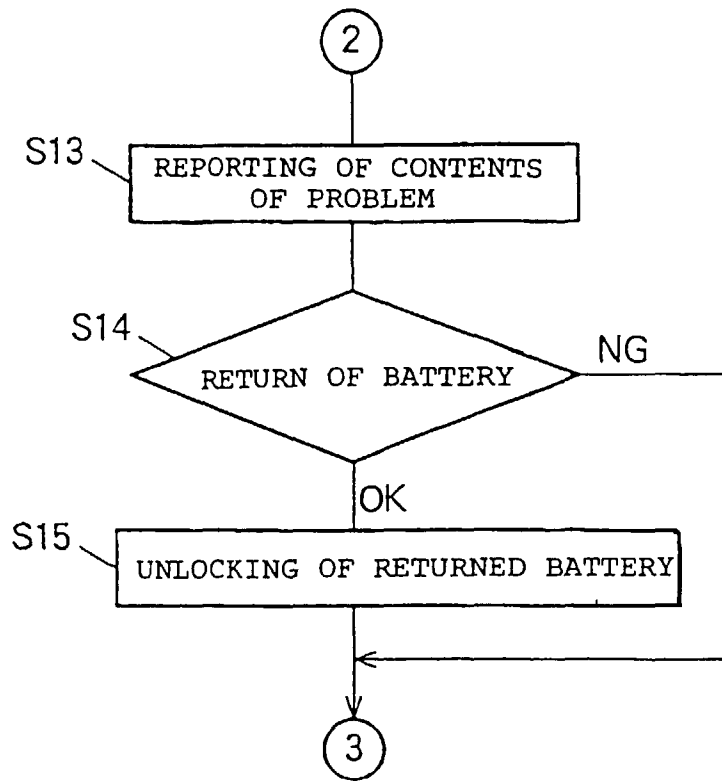 2
S13
REPORTING OF CONTENTS
OF PROBLEM
S14
RETURN OF BATTERY
NG
OK
S15
UNLOCKING OF RETURNED BATTERY
3